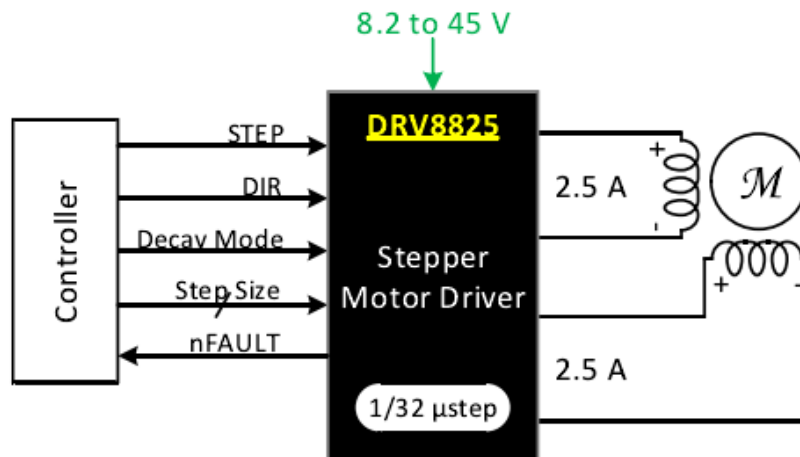 8.2 to 45 V
Controller
STEP
DIR
Decay Mode
Step Size
nFAULT
DRV8825
Stepper
Motor Driver
1/32 µstep
2.5 A
+
-
M
+
-
2.5 A